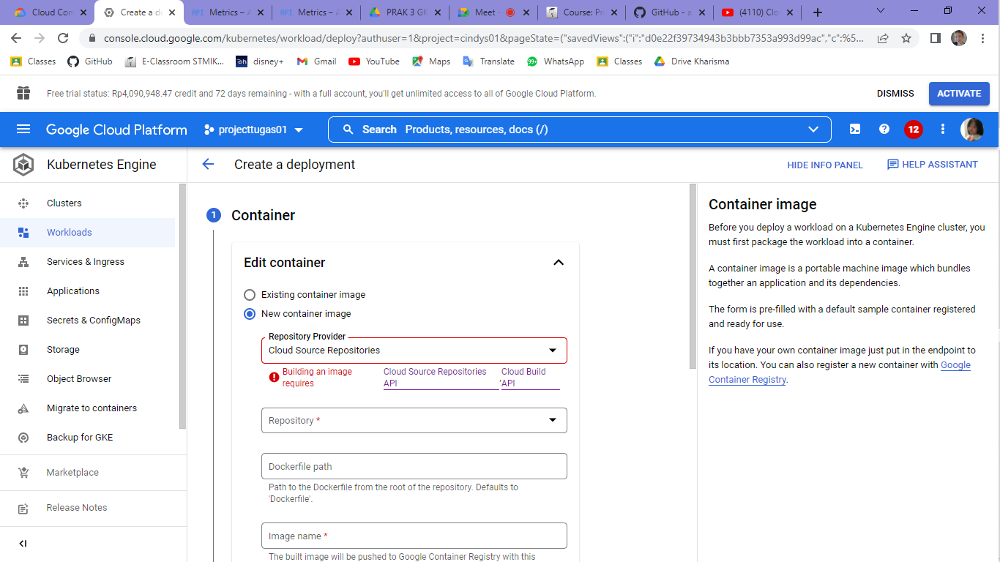 Cloud Con
Create a de
RFI Metrics – A
RFI Metrics – A
PRAK 3 GK
Meet -
Course: Pra
GitHub - a
(4110) Clo
console.cloud.google.com/kubernetes/workload/deploy?authuser=1&project=cindys01&pageState=("savedViews":("i":"d0e22f39734943b3bbb7353a993d99ac","c":%5...
Classes
GitHub
E-Classroom STMIK...
disney+
Gmail
YouTube
Maps
Translate
99+
WhatsApp
Classes
Drive Kharisma
Free trial status: Rp4,090,948.47 credit and 72 days remaining - with a full account, you'll get unlimited access to all of Google Cloud Platform.
DISMISS
ACTIVATE
Google Cloud Platform
projecttugas01
Search Products, resources, docs (/)
12
Kubernetes Engine
Create a deployment
HIDE INFO PANEL
HELP ASSISTANT
Clusters
Workloads
Services & Ingress
Applications
Secrets & ConfigMaps
Storage
Object Browser
Migrate to containers
Backup for GKE
Marketplace
Release Notes
1 Container
Edit container
Existing container image
New container image
Repository Provider
Cloud Source Repositories
Building an image
requires
Cloud Source Repositories
API
,
Cloud Build
API
Repository *
Dockerfile path
Path to the Dockerfile from the root of the repository. Defaults to
'Dockerfile'.
Image name *
The built image will be pushed to Google Container Registry with this
Container image
Before you deploy a workload on a Kubernetes Engine cluster, you
must first package the workload into a container.
A container image is a portable machine image which bundles
together an application and its dependencies.
The form is pre-filled with a default sample container registered
and ready for use.
If you have your own container image just put in the endpoint to
its location. You can also register a new container with Google
Container Registry.